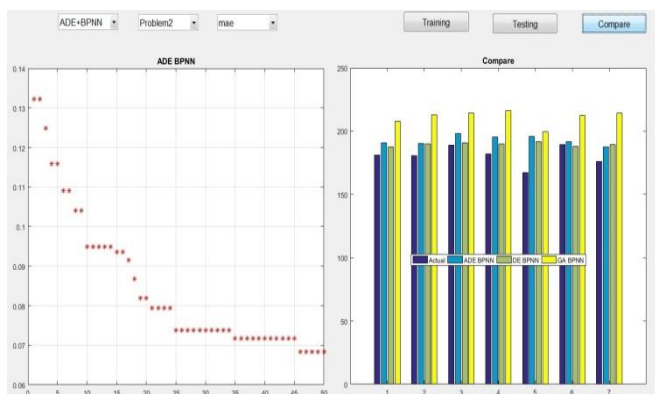 ADE+BPNN Problem2 mae Training Testing Compare
ADE BPNN
0.14
0.13
0.12
0.11
0.1
0.09
0.08
0.07
0.06
0 5 10 15 20 25 30 35 40 45 50
Compare
250
200
150
100
50
0
Actual ADE BPNN DE BPNN GA BPNN
1 2 3 4 5 6 7